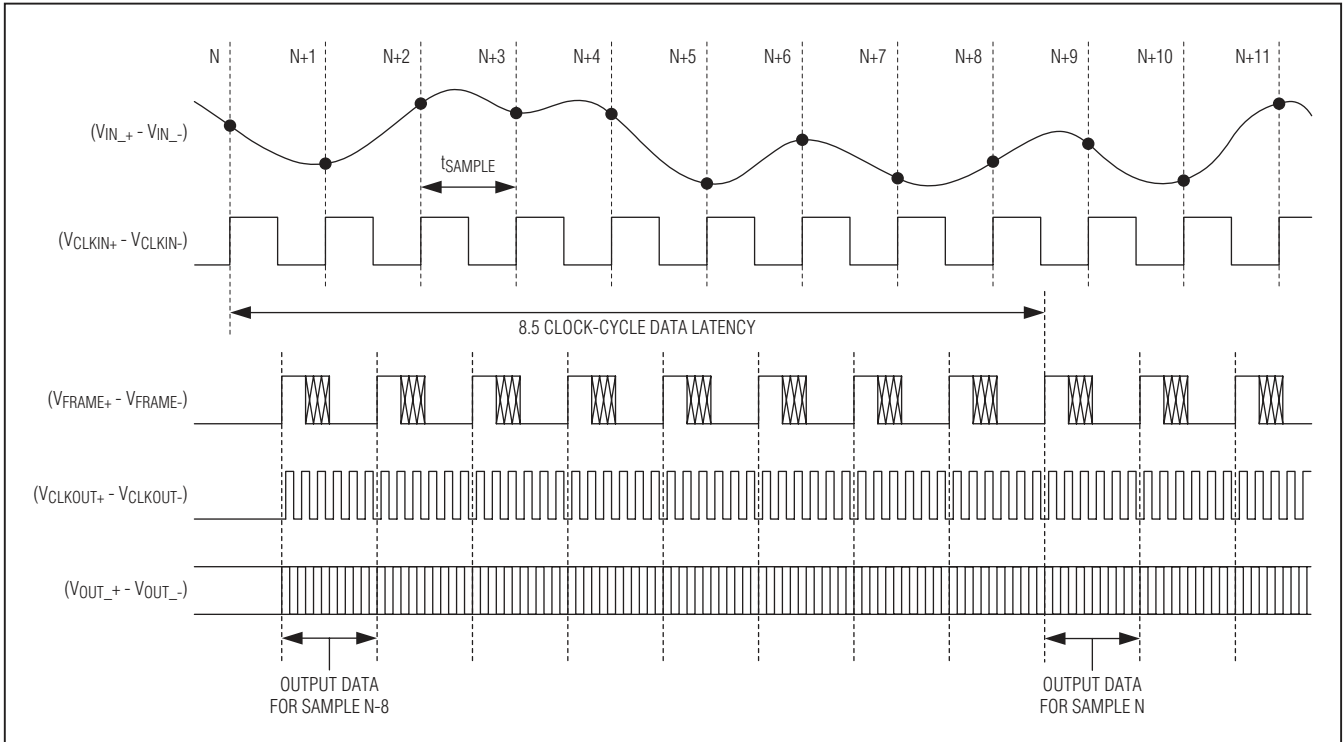 N N+1 N+2 N+3 N+4 N+5 N+6 N+7 N+8 N+9 N+10 N+11
(VIN_+ - VIN_-)
tSAMPLE
(VCLKIN+ - VCLKIN-)
8.5 CLOCK-CYCLE DATA LATENCY
(VFRAME+ - VFRAME-)
(VCLKOUT+ - VCLKOUT-)
(VOUT_+ - VOUT_-)
OUTPUT DATA
FOR SAMPLE N-8
OUTPUT DATA
FOR SAMPLE N